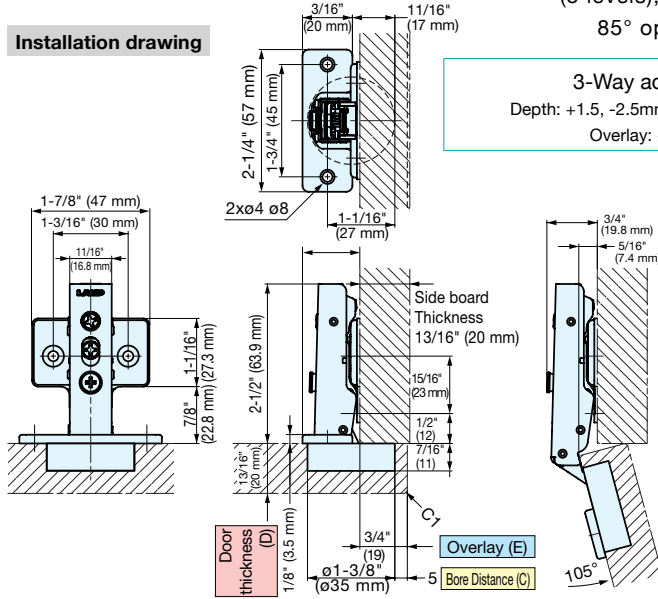 Installation drawing
3/16"
(20 mm)
11/16"
(17 mm)
85° op
3-Way ad
Depth: +1.5, -2.5mm
Overlay:
2-1/4" (57 mm)
1-3/4" (45 mm)
2xø4 ø8
1-1/16"
(27 mm)
1-7/8" (47 mm)
1-3/16" (30 mm)
11/16"
(16.8 mm)
LAMP
1-1/16"
(27.3 mm)
7/8"
(22.8 mm)
2-1/2" (63.9 mm)
Side board
Thickness
13/16" (20 mm)
15/16"
(23 mm)
1/2"
(12)
7/16"
(11)
13/16"
(20 mm)
C1
Door
thickness
(D)
1/8" (3.5 mm)
3/4"
(19)
Overlay (E)
ø1-3/8"
(ø35 mm)
5
Bore Distance (C)
3/4"
(19.8 mm)
5/16"
(7.4 mm
105°